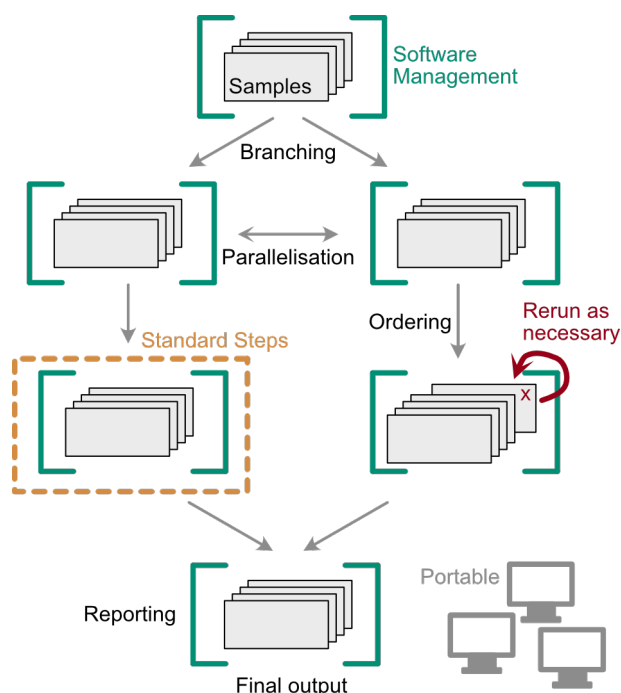 Software
Management
Samples
Branching
Parallelisation
Ordering
Rerun as
necessary
Standard Steps
x
Portable
Reporting
Final output